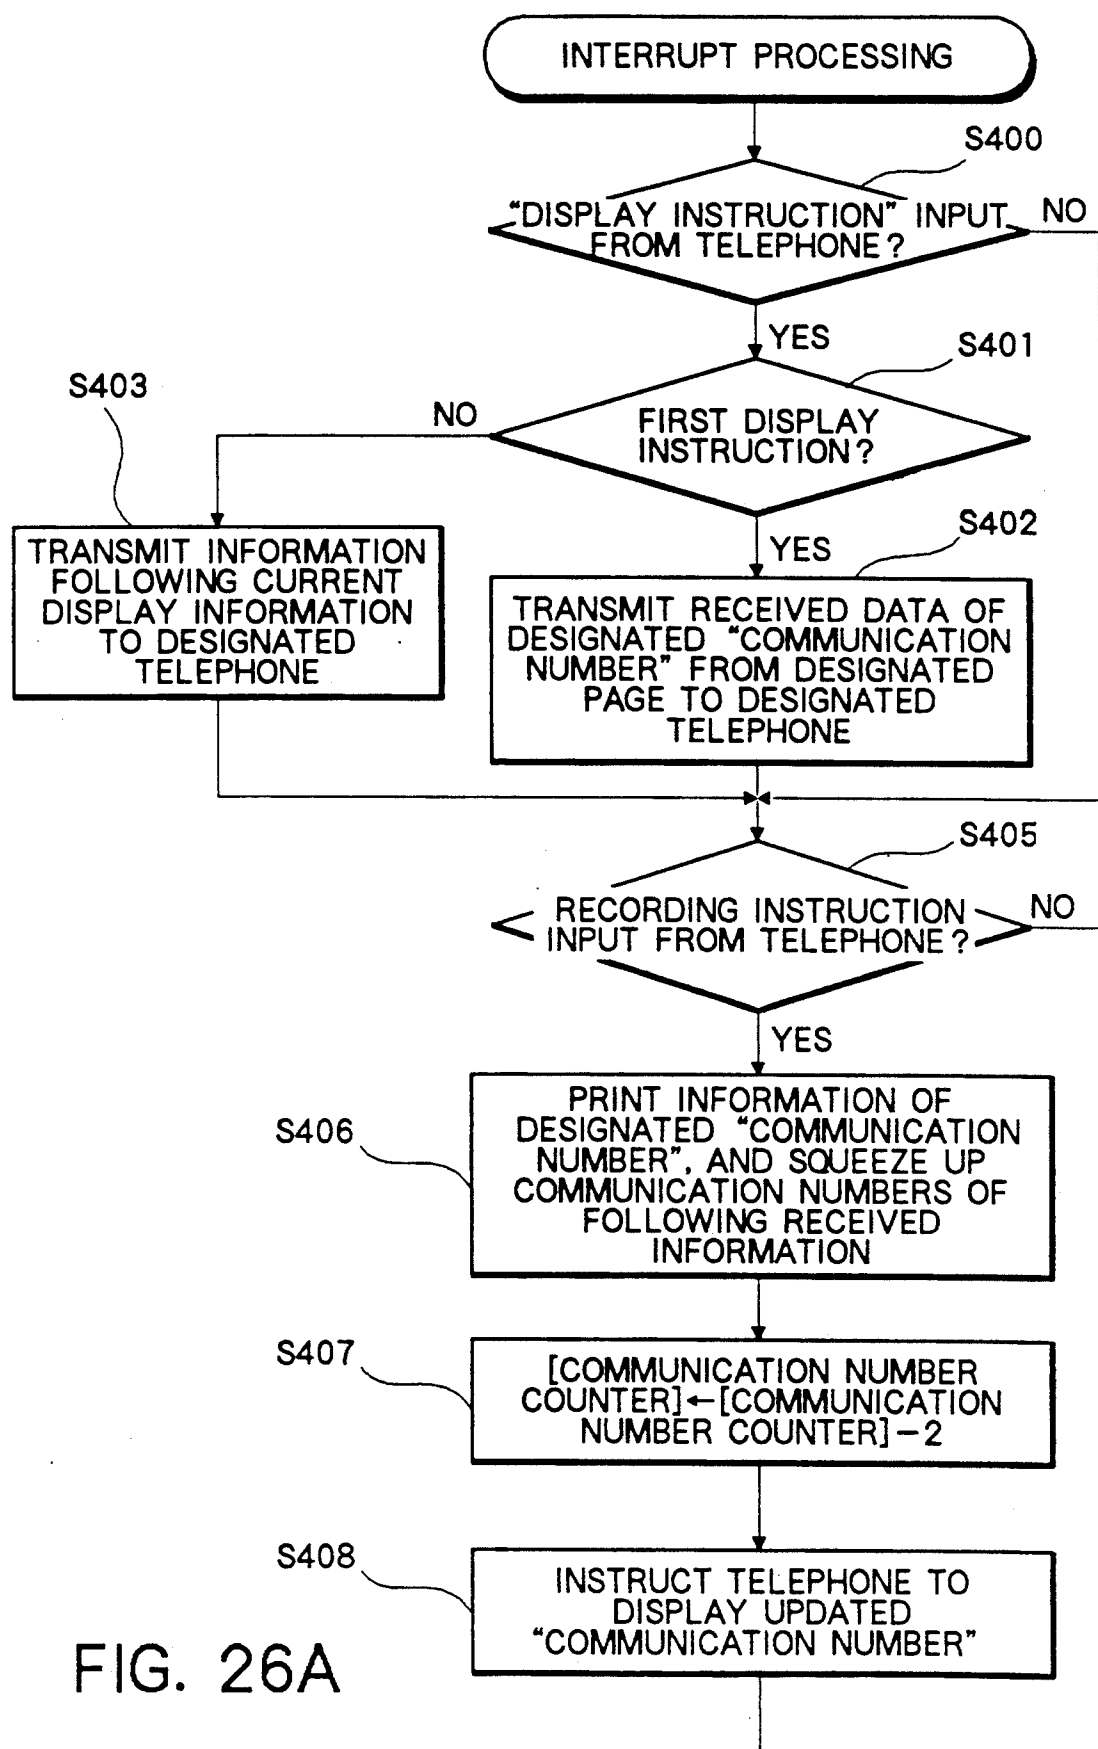 INTERRUPT PROCESSING
S400
“DISPLAY INSTRUCTION” INPUT
FROM TELEPHONE?
NO
YES
S401
FIRST DISPLAY
INSTRUCTION?
NO
S403
YES
S402
TRANSMIT INFORMATION
FOLLOWING CURRENT
DISPLAY INFORMATION
TO DESIGNATED
TELEPHONE
TRANSMIT RECEIVED DATA OF
DESIGNATED “COMMUNICATION
NUMBER” FROM DESIGNATED
PAGE TO DESIGNATED
TELEPHONE
S405
RECORDING INSTRUCTION
INPUT FROM TELEPHONE?
NO
YES
S406
PRINT INFORMATION OF
DESIGNATED “COMMUNICATION
NUMBER”, AND SQUEEZE UP
COMMUNICATION NUMBERS OF
FOLLOWING RECEIVED
INFORMATION
S407
[COMMUNICATION NUMBER
COUNTER]←[COMMUNICATION
NUMBER COUNTER]−2
S408
INSTRUCT TELEPHONE TO
DISPLAY UPDATED
“COMMUNICATION NUMBER”
FIG. 26A